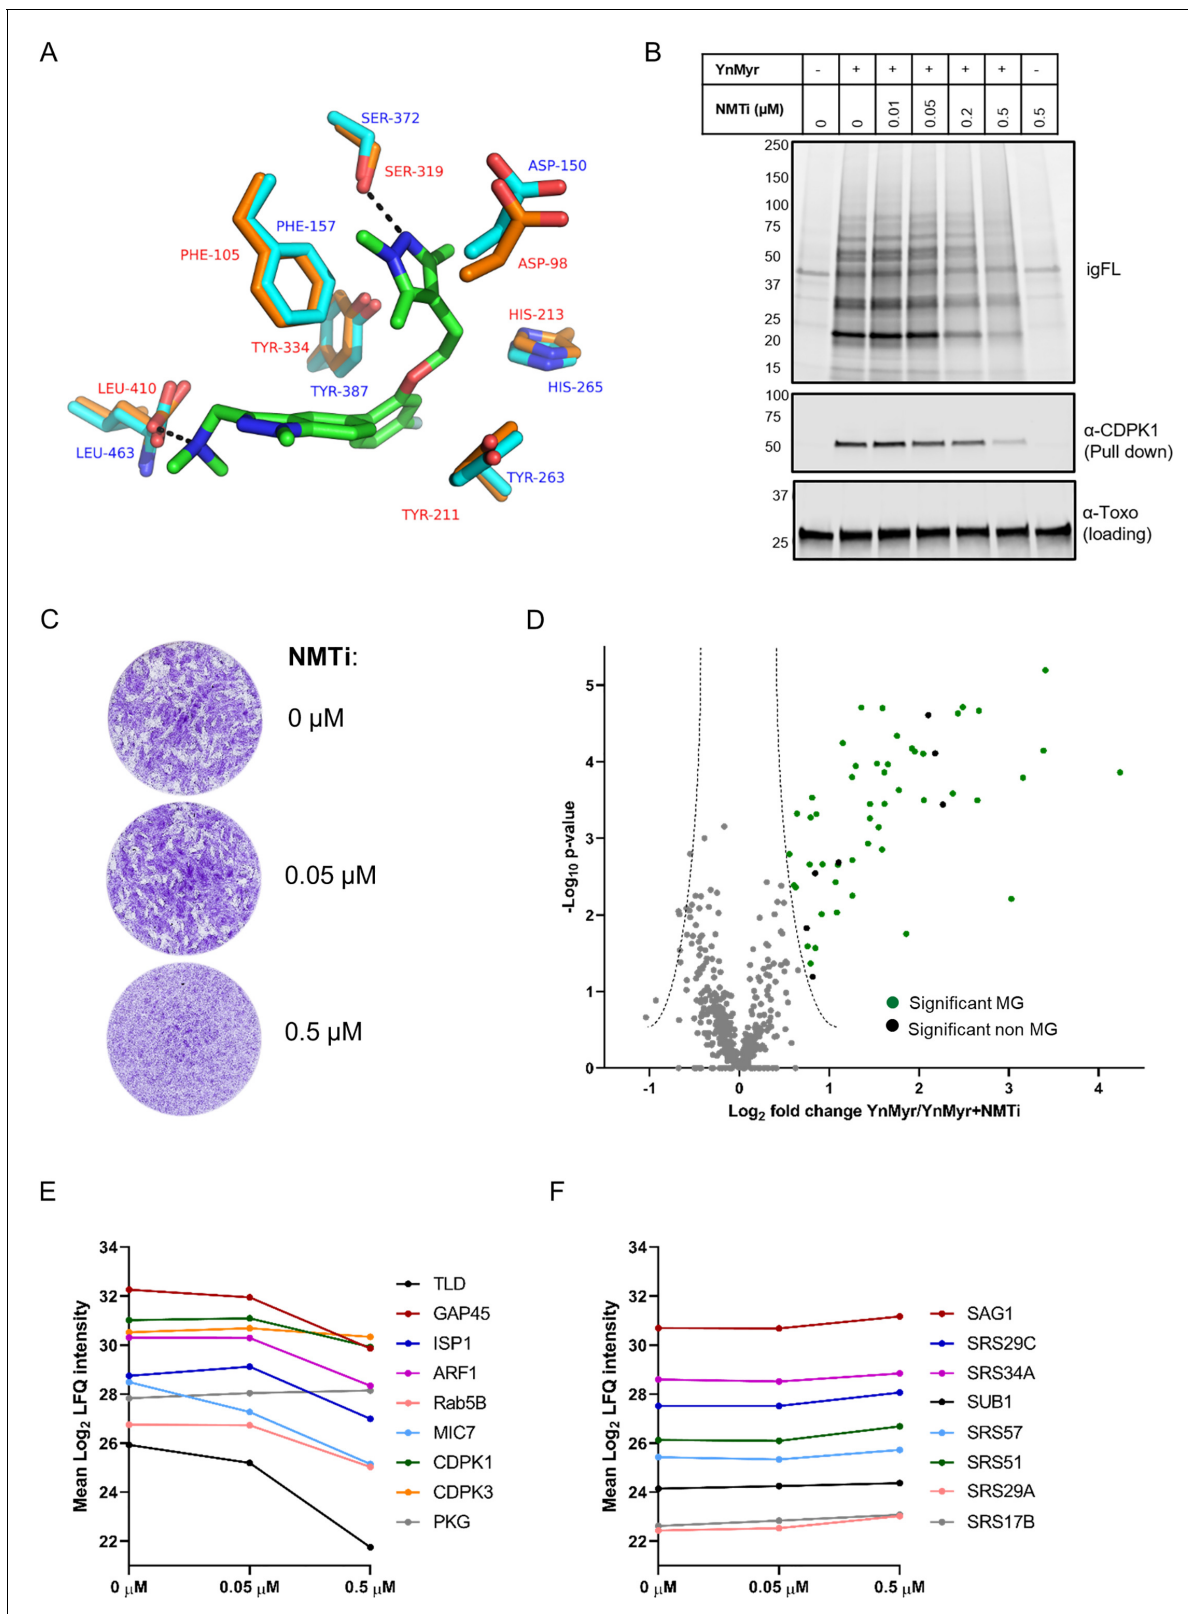 A
SER-372
SER-319
ASP-150
PHE-157
PHE-105
ASP-98
TYR-334
HIS-213
LEU-410
TYR-387
HIS-265
LEU-463
TYR-263
TYR-211
B
YnMyr - + + + + + -
NMTi (µM) 0 0 0.01 0.05 0.2 0.5 0.5
250
150
100
75
50
37
25
20
15
igFL
100
75
50
α-CDPK1
(Pull down)
37
25
α-Toxo
(loading)
C
NMTi:
0 µM
0.05 µM
0.5 µM
D
-Log10 p-value
5
4
3
2
1
0
-1 0 1 2 3 4
Log2 fold change YnMyr/YnMyr+NMTi
Significant MG
Significant non MG
E
Mean Log2 LFQ intensity
34
32
30
28
26
24
22
0 µM 0.05 µM 0.5 µM
TLD
GAP45
ISP1
ARF1
Rab5B
MIC7
CDPK1
CDPK3
PKG
F
Mean Log2 LFQ intensity
34
32
30
28
26
24
22
0 µM 0.05 µM 0.5 µM
SAG1
SRS29C
SRS34A
SUB1
SRS57
SRS51
SRS29A
SRS17B